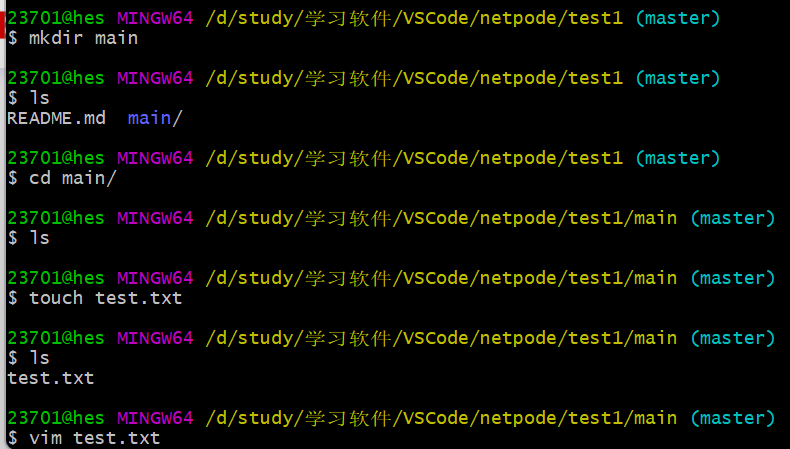 23701@hes MINGW64 /d/study/学习软件/VSCode/netpode/test1 (master)
$ mkdir main
23701@hes MINGW64 /d/study/学习软件/VSCode/netpode/test1 (master)
$ ls
README.md  main/
23701@hes MINGW64 /d/study/学习软件/VSCode/netpode/test1 (master)
$ cd main/
23701@hes MINGW64 /d/study/学习软件/VSCode/netpode/test1/main (master)
$ ls
23701@hes MINGW64 /d/study/学习软件/VSCode/netpode/test1/main (master)
$ touch test.txt
23701@hes MINGW64 /d/study/学习软件/VSCode/netpode/test1/main (master)
$ ls
test.txt
23701@hes MINGW64 /d/study/学习软件/VSCode/netpode/test1/main (master)
$ vim test.txt